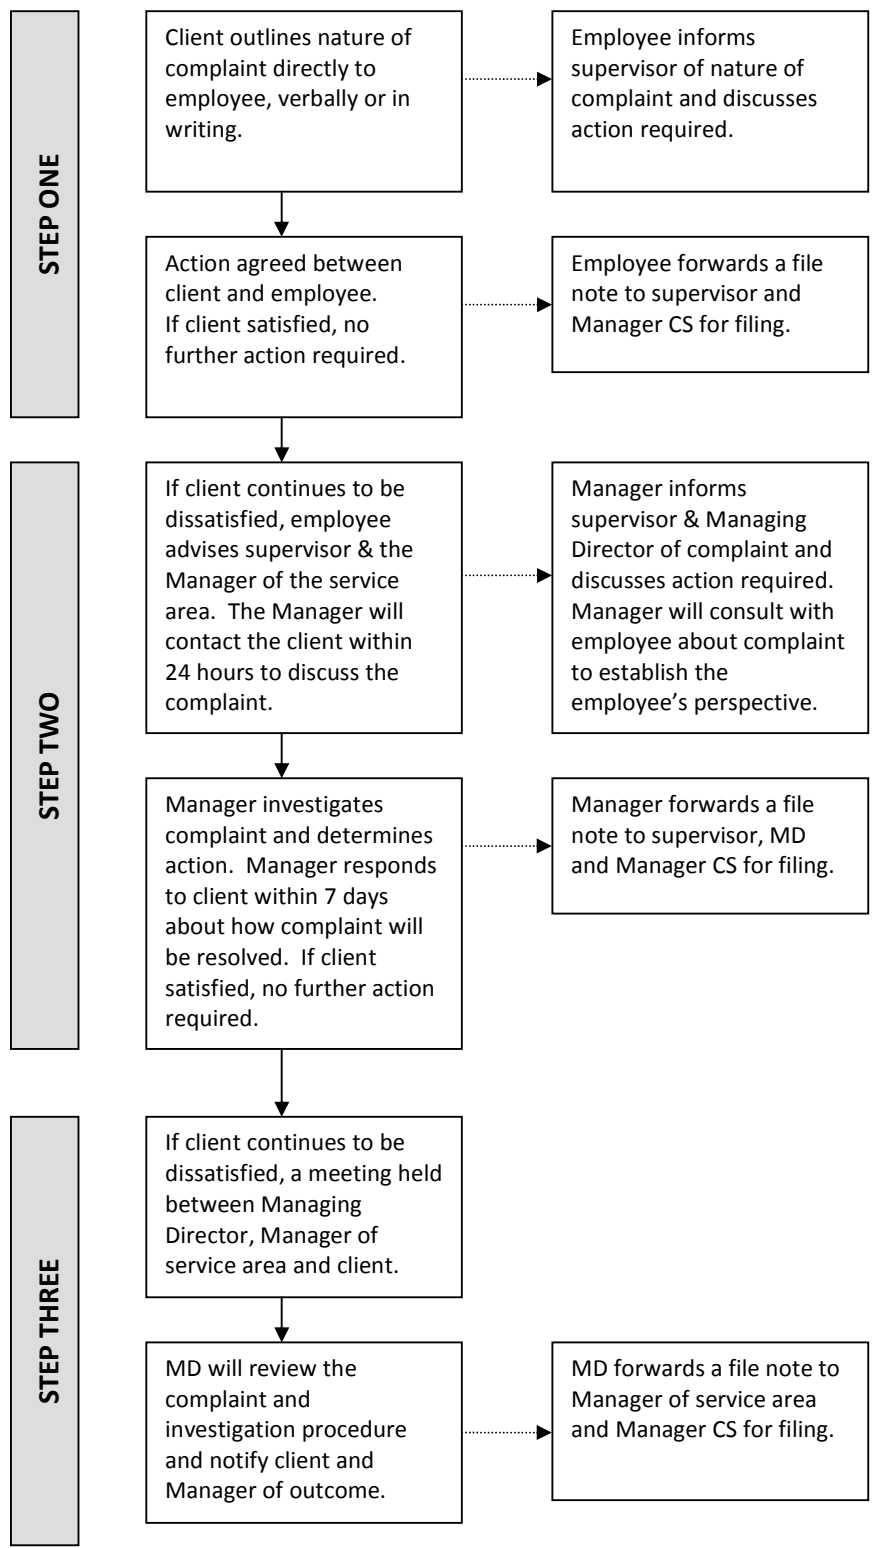 STEP ONE
Client outlines nature of
complaint directly to
employee, verbally or in
writing.
Employee informs
supervisor of nature of
complaint and discusses
action required.
Action agreed between
client and employee.
If client satisfied, no
further action required.
Employee forwards a file
note to supervisor and
Manager CS for filing.
STEP TWO
If client continues to be
dissatisfied, employee
advises supervisor & the
Manager of the service
area.  The Manager will
contact the client within
24 hours to discuss the
complaint.
Manager informs
supervisor & Managing
Director of complaint and
discusses action required.
Manager will consult with
employee about complaint
to establish the
employee’s perspective.
Manager investigates
complaint and determines
action.  Manager responds
to client within 7 days
about how complaint will
be resolved.  If client
satisfied, no further action
required.
Manager forwards a file
note to supervisor, MD
and Manager CS for filing.
STEP THREE
If client continues to be
dissatisfied, a meeting held
between Managing
Director, Manager of
service area and client.
MD will review the
complaint and
investigation procedure
and notify client and
Manager of outcome.
MD forwards a file note to
Manager of service area
and Manager CS for filing.